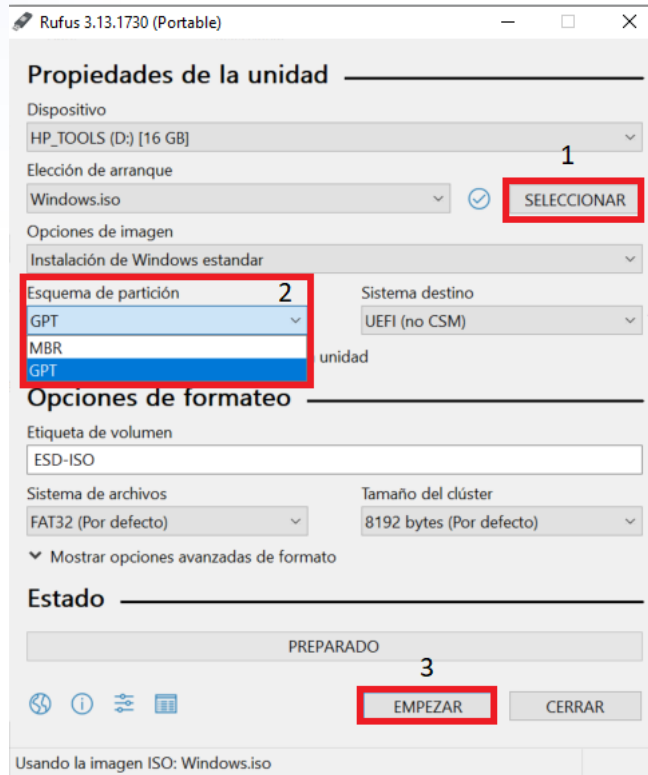 Rufus 3.13.1730 (Portable)
Propiedades de la unidad
Dispositivo
HP_TOOLS (D:) [16 GB]
1
Elección de arranque
Windows.iso
SELECCIONAR
Opciones de imagen
Instalación de Windows estandar
Esquema de partición
2
Sistema destino
GPT
UEFI (no CSM)
MBR
unidad
GPT
Opciones de formateo
Etiqueta de volumen
ESD-ISO
Sistema de archivos
Tamaño del clúster
FAT32 (Por defecto)
8192 bytes (Por defecto)
Mostrar opciones avanzadas de formato
Estado
PREPARADO
3
EMPEZAR
CERRAR
Usando la imagen ISO: Windows.iso